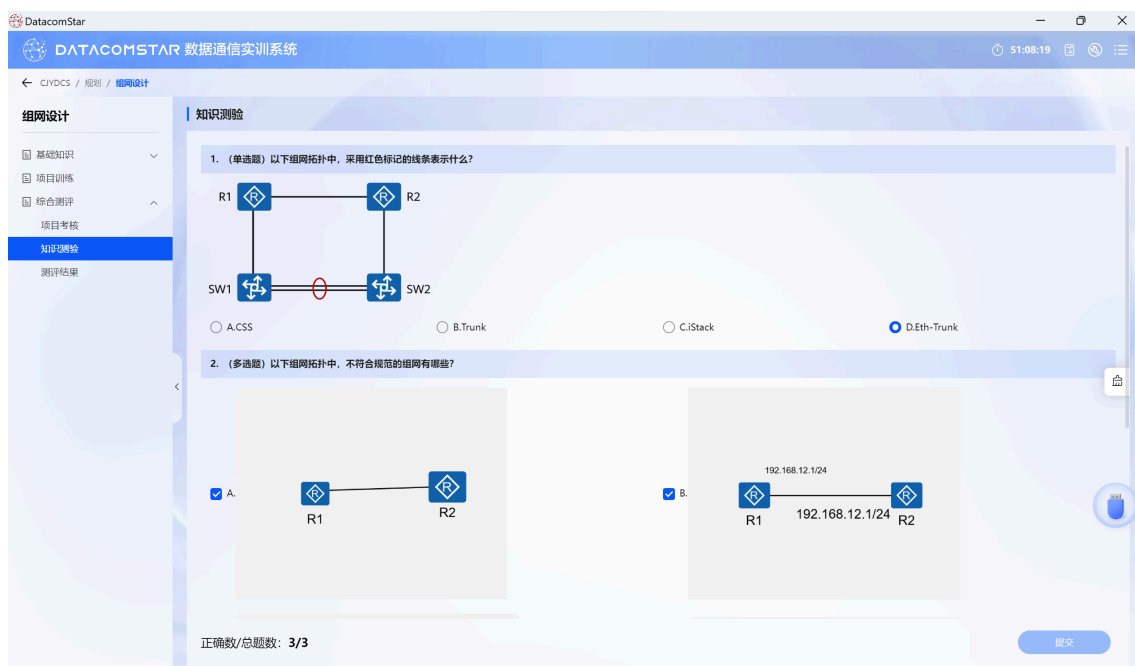 DatacomStar
DATACOMSTAR 数据通信实训系统
51:08:19
CJYDCS / 规划 / 组网设计
组网设计
基础知识
项目训练
综合测评
项目考核
知识测验
测评结果
知识测验
1. （单选题）以下组网拓扑中，采用红色标记的线条表示什么？
R1 R2
SW1 SW2
A.CSS B.Trunk C.iStack D.Eth-Trunk
2. （多选题）以下组网拓扑中，不符合规范的组网有哪些？
A.
R1 R2
B.
192.168.12.1/24
192.168.12.1/24
R1 R2
正确数/总题数：3/3
提交